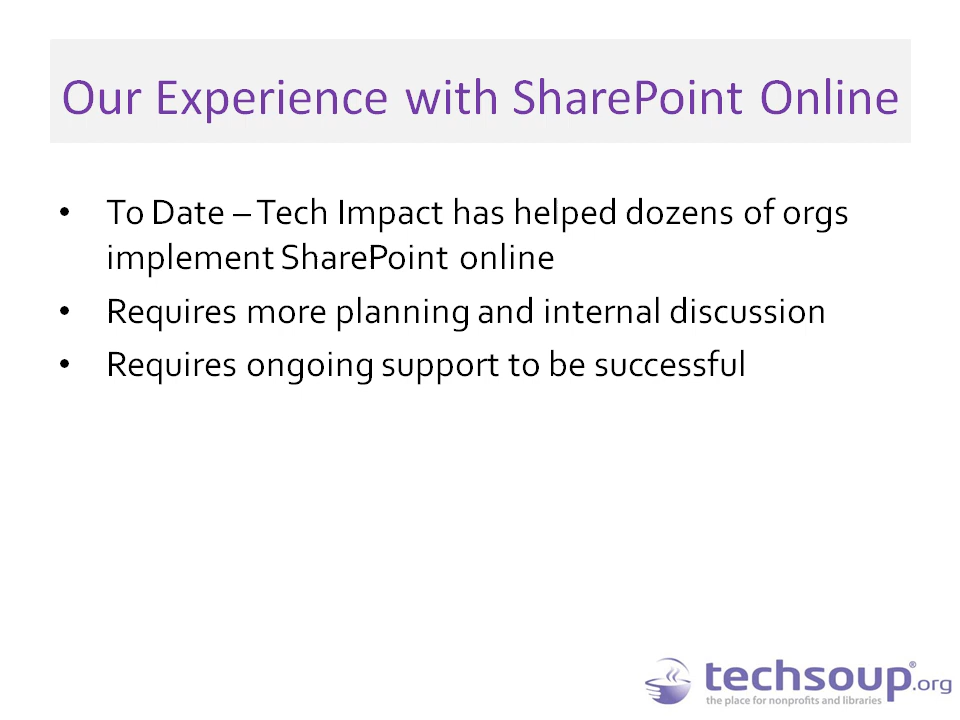 Our Experience with SharePoint Online
• To Date – Tech Impact has helped dozens of orgs
implement SharePoint online
• Requires more planning and internal discussion
• Requires ongoing support to be successful
techsoup®.org
the place for nonprofits and libraries